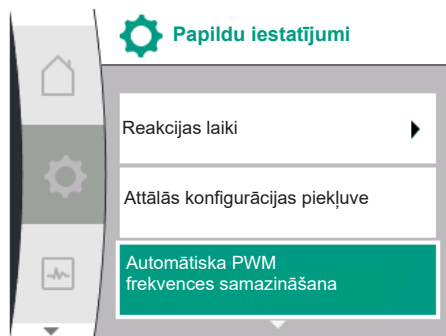 Papildu iestatījumi
Reakcijas laiki
Attālās konfigurācijas piekļuve
Automātiska PWM
frekvences samazināšana